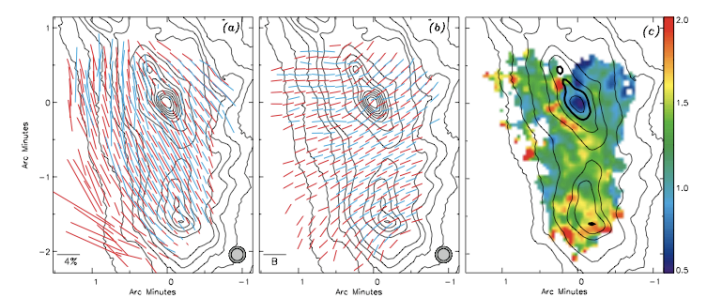 (a)
(b)
(c)
2.0
1
1.5
0
Arc Minutes
-1
1.0
-2
4%
B
0.5
1 0 -1
1 0 -1
1 0 -1
Arc Minutes
Arc Minutes
Arc Minutes